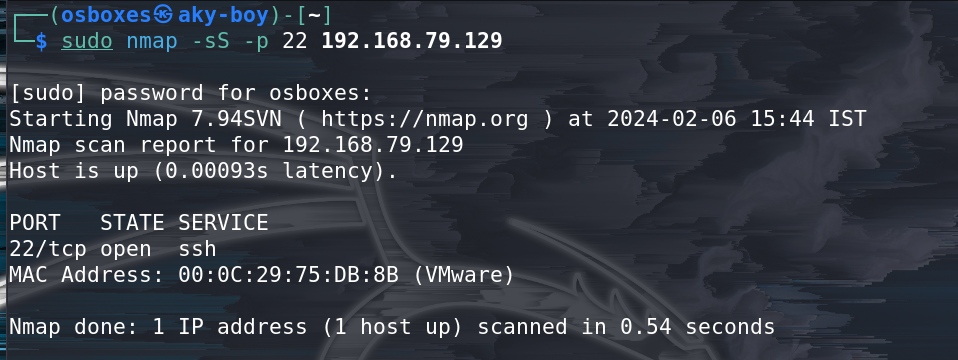 ┌──(osboxes㉿aky-boy)-[~]
└─$ sudo nmap -sS -p 22 192.168.79.129
[sudo] password for osboxes:
Starting Nmap 7.94SVN ( https://nmap.org ) at 2024-02-06 15:44 IST
Nmap scan report for 192.168.79.129
Host is up (0.00093s latency).
PORT   STATE SERVICE
22/tcp open  ssh
MAC Address: 00:0C:29:75:DB:8B (VMware)
Nmap done: 1 IP address (1 host up) scanned in 0.54 seconds